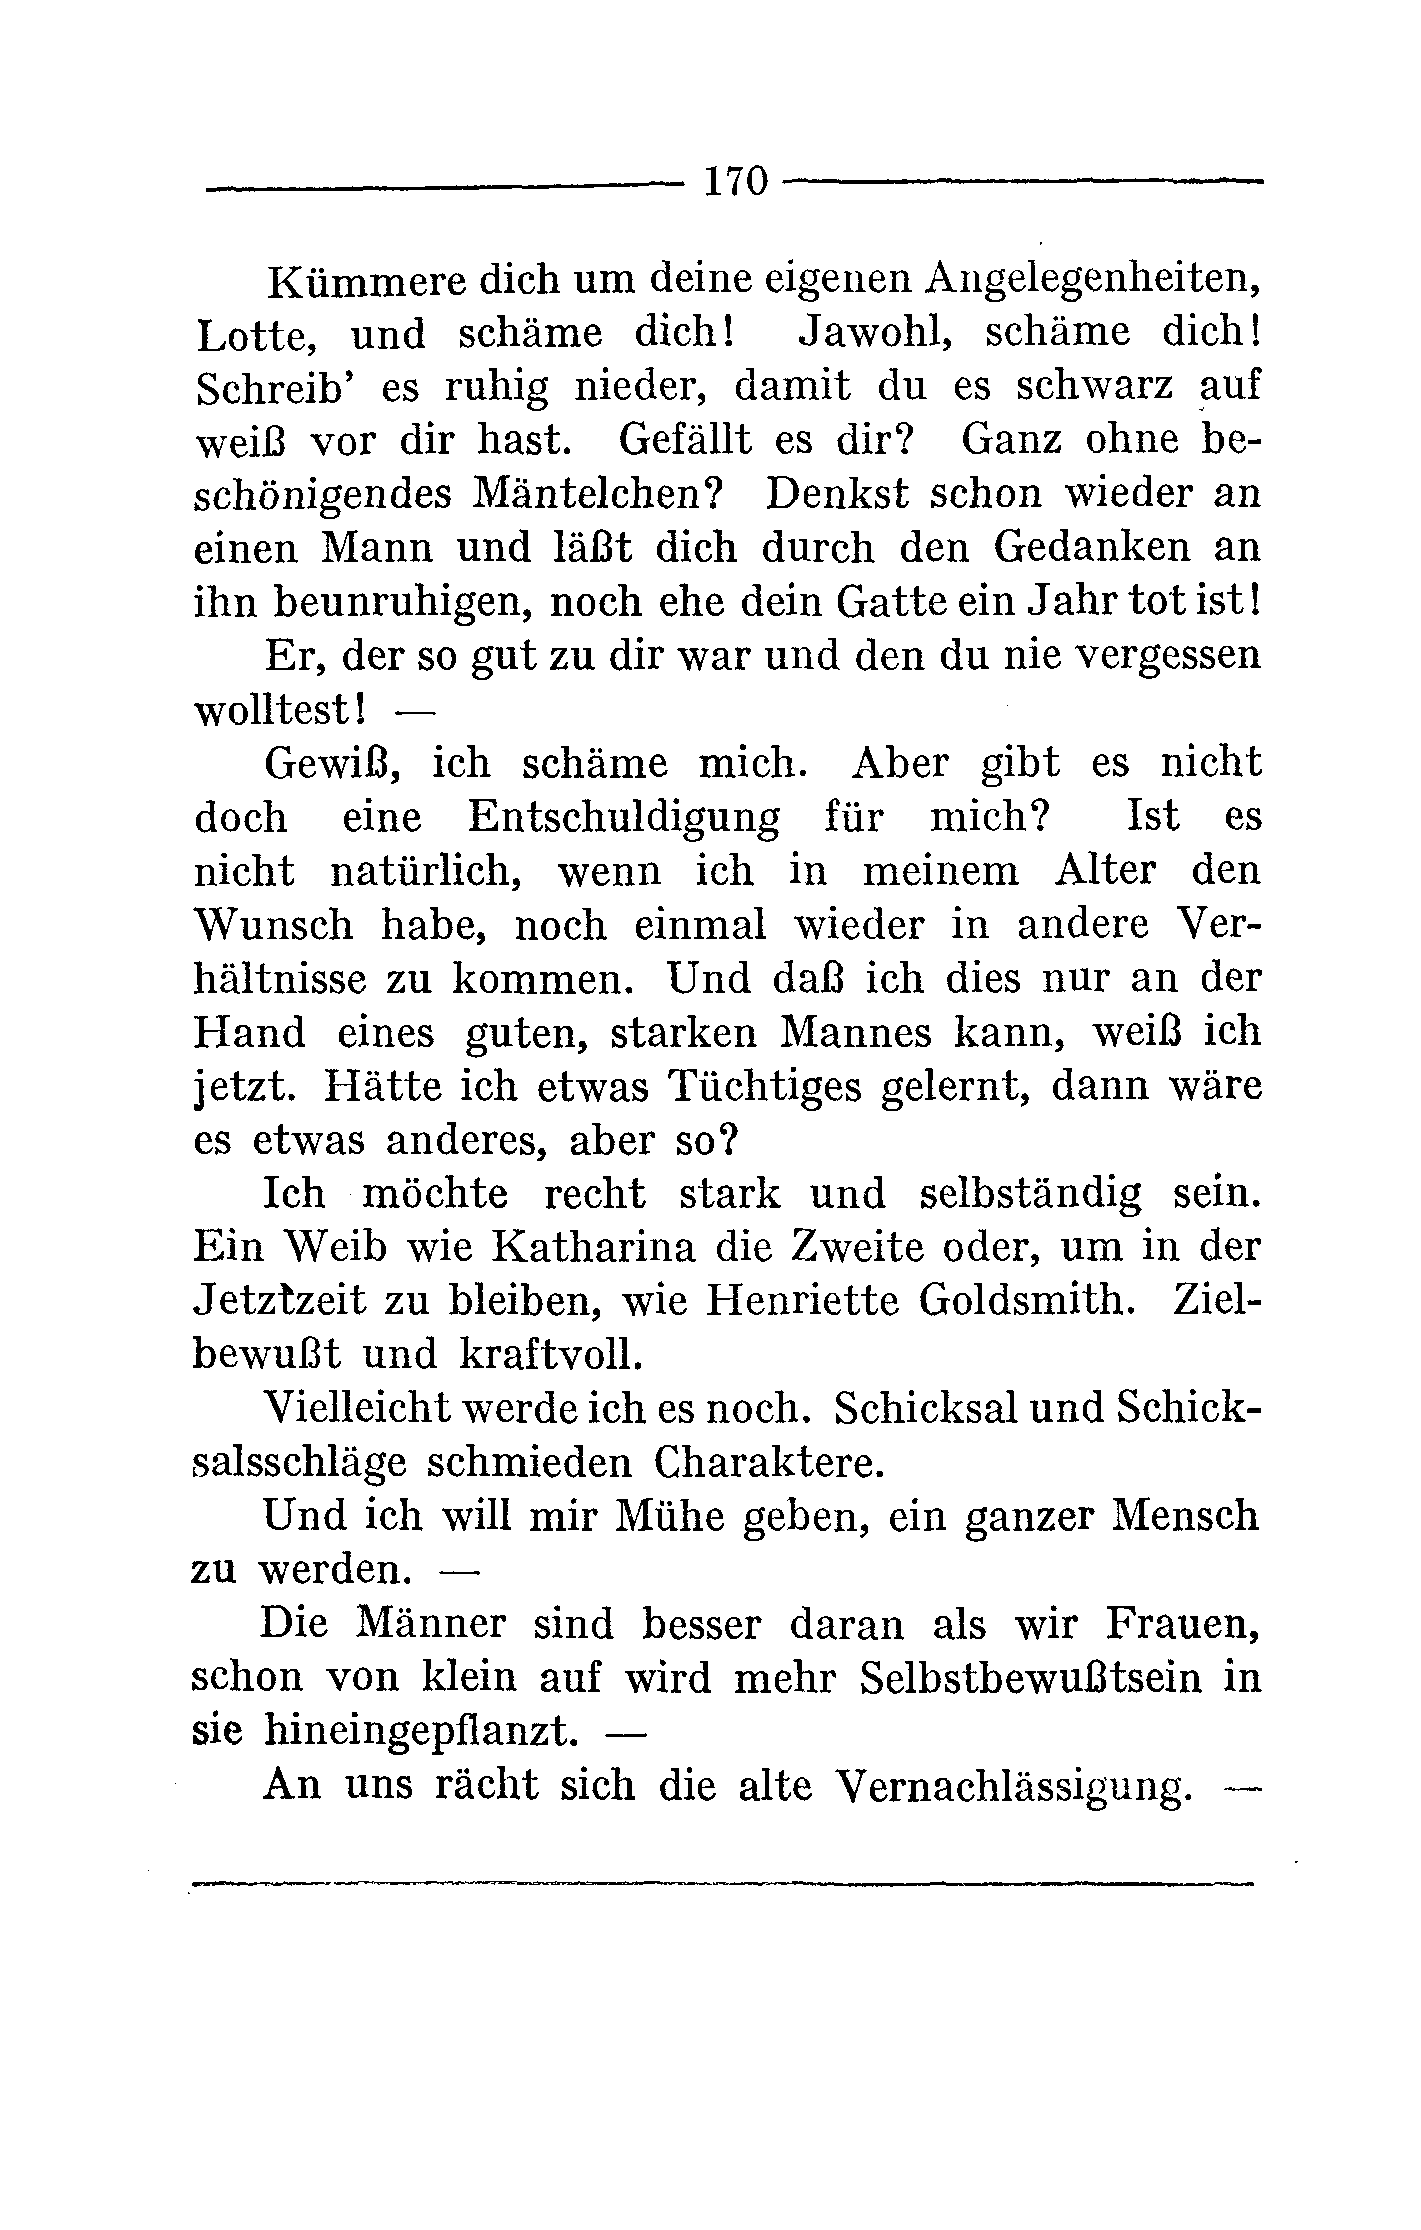 170
Kümmere dich um deine eigenen Angelegenheiten,
Lotte, und schäme dich! Jawohl, schäme dich!
Schreib’ es ruhig nieder, damit du es schwarz auf
weiß vor dir hast. Gefällt es dir? Ganz ohne be-
schönigendes Mäntelchen? Denkst schon wieder an
einen Mann und läßt dich durch den Gedanken an
ihn beunruhigen, noch ehe dein Gatte ein Jahr tot ist!
Er, der so gut zu dir war und den du nie vergessen
wolltest! —
Gewiß, ich schäme mich. Aber gibt es nicht
doch eine Entschuldigung für mich? Ist es
nicht natürlich, wenn ich in meinem Alter den
Wunsch habe, noch einmal wieder in andere Ver-
hältnisse zu kommen. Und daß ich dies nur an der
Hand eines guten, starken Mannes kann, weiß ich
jetzt. Hätte ich etwas Tüchtiges gelernt, dann wäre
es etwas anderes, aber so?
Ich möchte recht stark und selbständig sein.
Ein Weib wie Katharina die Zweite oder, um in der
Jetztzeit zu bleiben, wie Henriette Goldsmith. Ziel-
bewußt und kraftvoll.
Vielleicht werde ich es noch. Schicksal und Schick-
salsschläge schmieden Charaktere.
Und ich will mir Mühe geben, ein ganzer Mensch
zu werden. —
Die Männer sind besser daran als wir Frauen,
schon von klein auf wird mehr Selbstbewußtsein in
sie hineingepflanzt. —
An uns rächt sich die alte Vernachlässigung. —